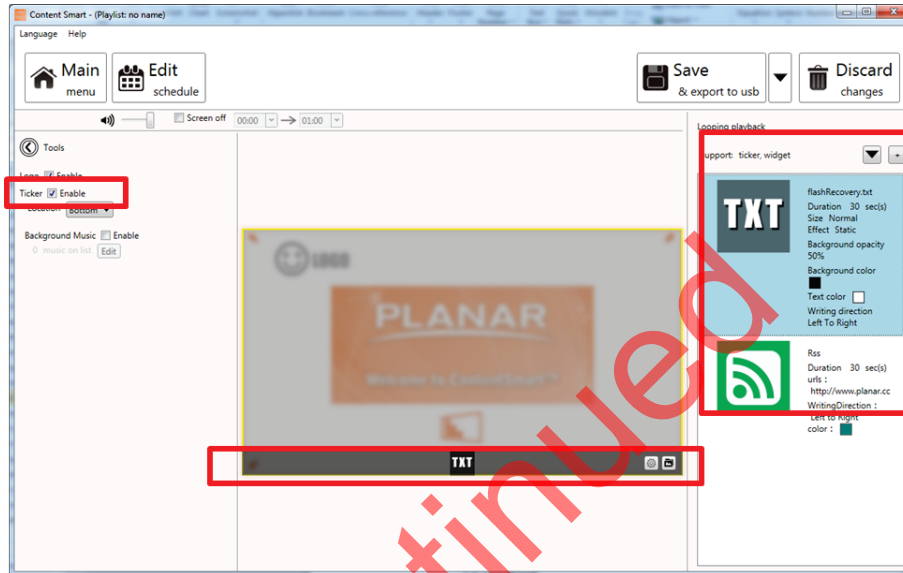 Content Smart - (Playlist: no name)
Language Help
Main
menu
Edit
schedule
Save
& export to usb
Discard
changes
Screen off 00:00 01:00
Looping playback
Tools
support: ticker, widget
Logo Enable
Ticker Enable
Location Bottom
Background Music Enable
0 music on list Edit
LOGO
PLANAR
Welcome to ContentSmart™
TXT
TXT
flashRecovery.txt
Duration 30 sec(s)
Size Normal
Effect Static
Background opacity
50%
Background color
Text color
Writing direction
Left To Right
Rss
Duration 30 sec(s)
urls :
http://www.planar.cc
WritingDirection :
Left to Right
color :
tinued